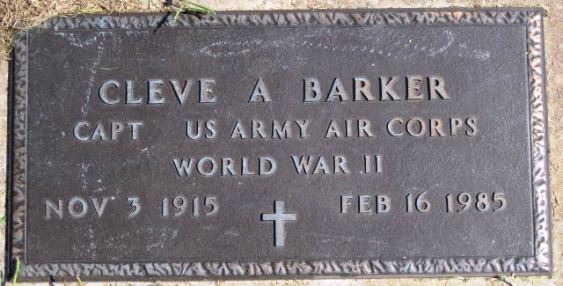 CLEVE A BARKER
CAPT US ARMY AIR CORPS
WORLD WAR II
NOV 3 1915 FEB 16 1985